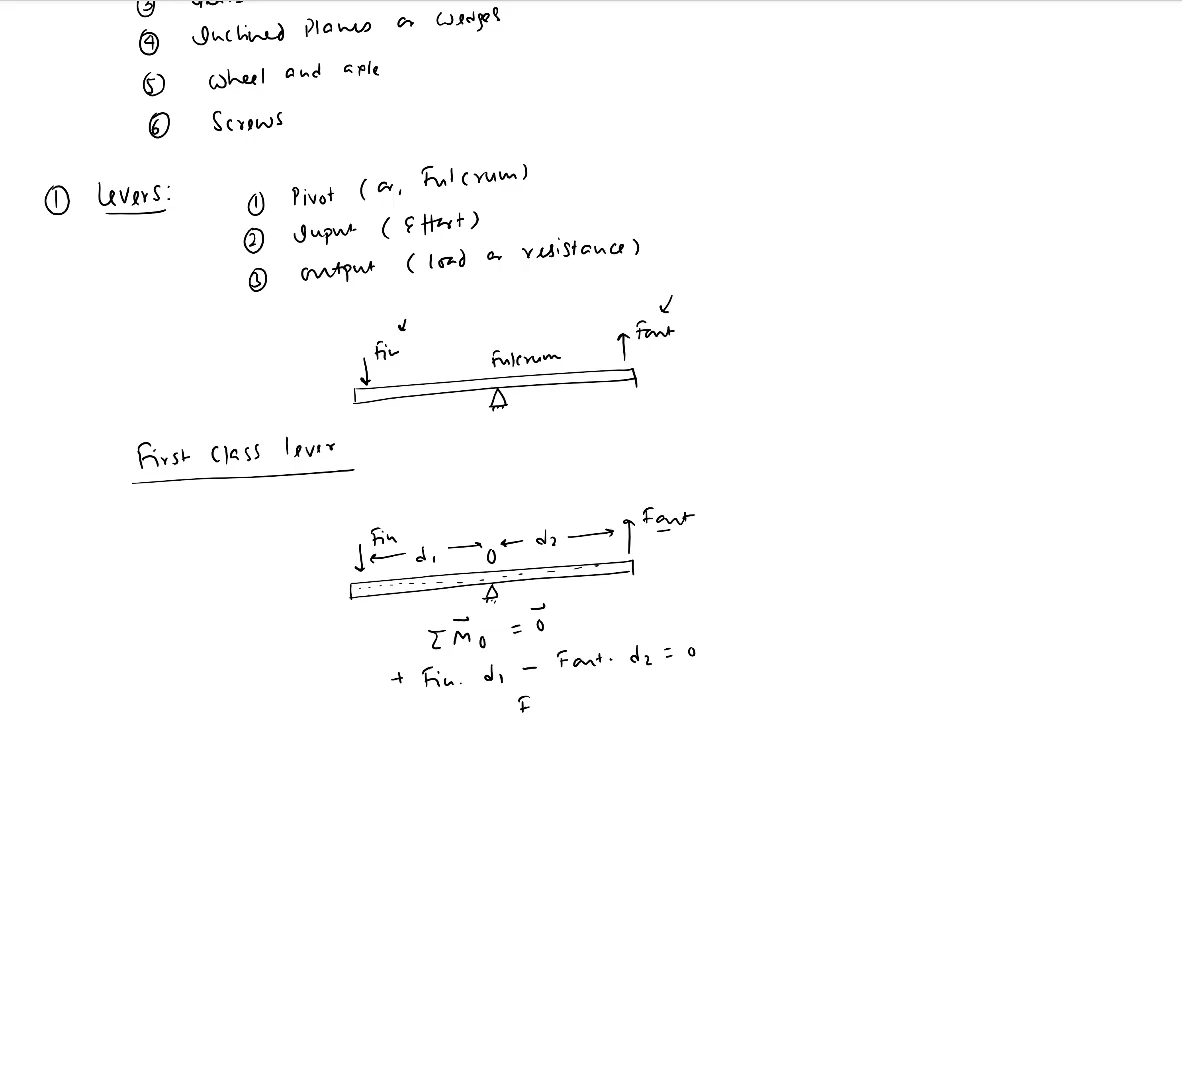 ③
④ Inclined Planes or Wedges
⑤ Wheel and axle
⑥ Screws
① Levers:
① Pivot (or, Fulcrum)
② Input (Effort)
③ Output (load or resistance)
Fin
Fulcrum
Fout
First class lever
Fin
d₁
O
d₂
Fout
ΣM⃗₀ = 0⃗
+ Fin. d₁ − Fout. d₂ = 0
F